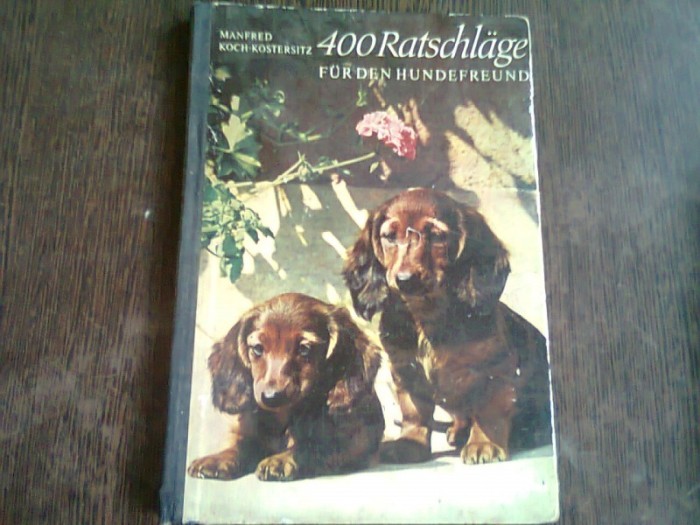 MANFRED
KOCH-KOSTERSITZ
400 Ratschläge
FÜR DEN HUNDEFREUND